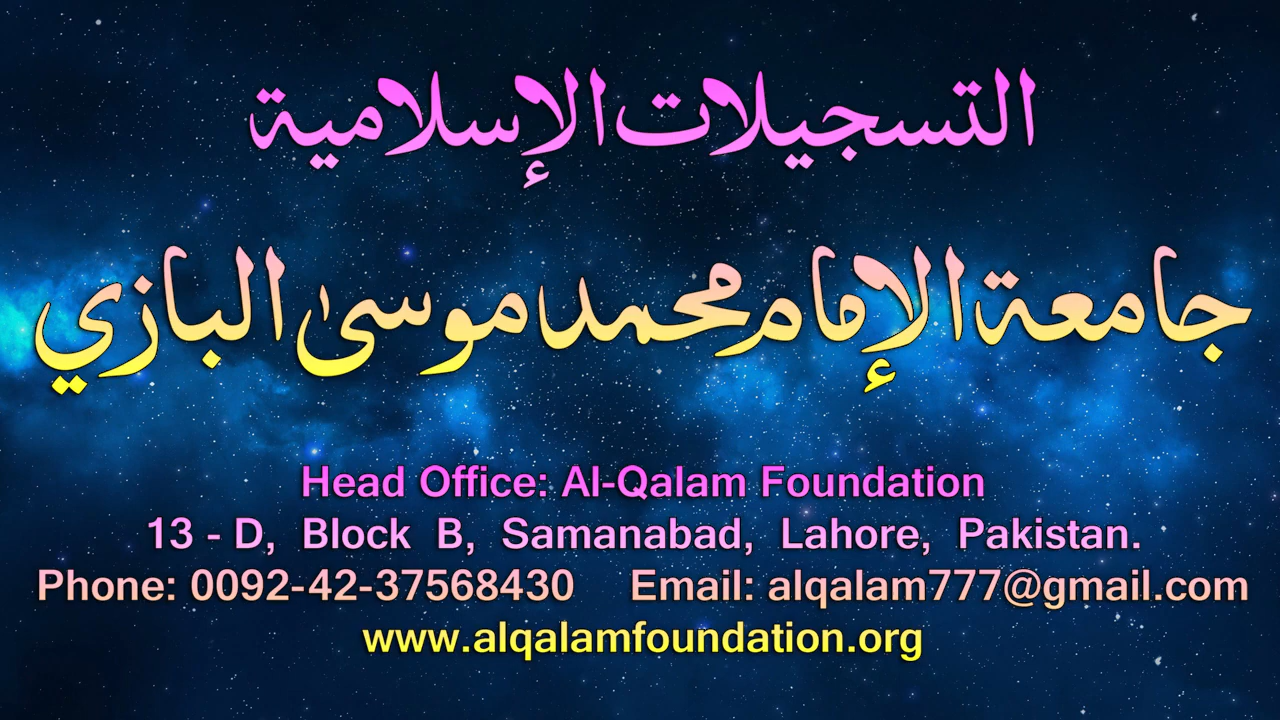 التسجيلات الإسلامية
جامعة الإمام محمد موسىٰ البازي
Head Office: Al-Qalam Foundation
13 - D, Block B, Samanabad, Lahore, Pakistan.
Phone: 0092-42-37568430 Email: alqalam777@gmail.com
www.alqalamfoundation.org